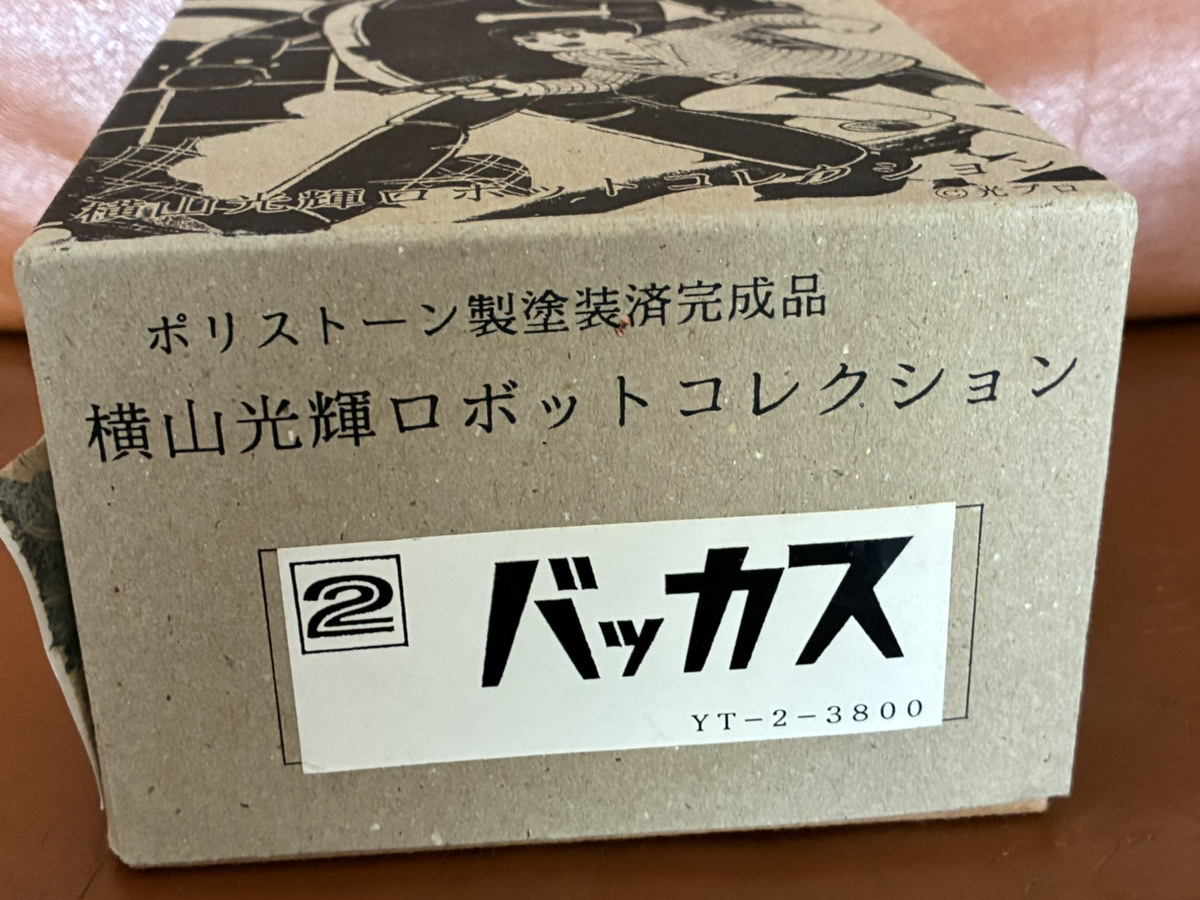 横山光輝ロボットコレクション
©光プロ
ポリストーン製塗装済完成品
横山光輝ロボットコレクション
2 バッカス
YT-2-3800